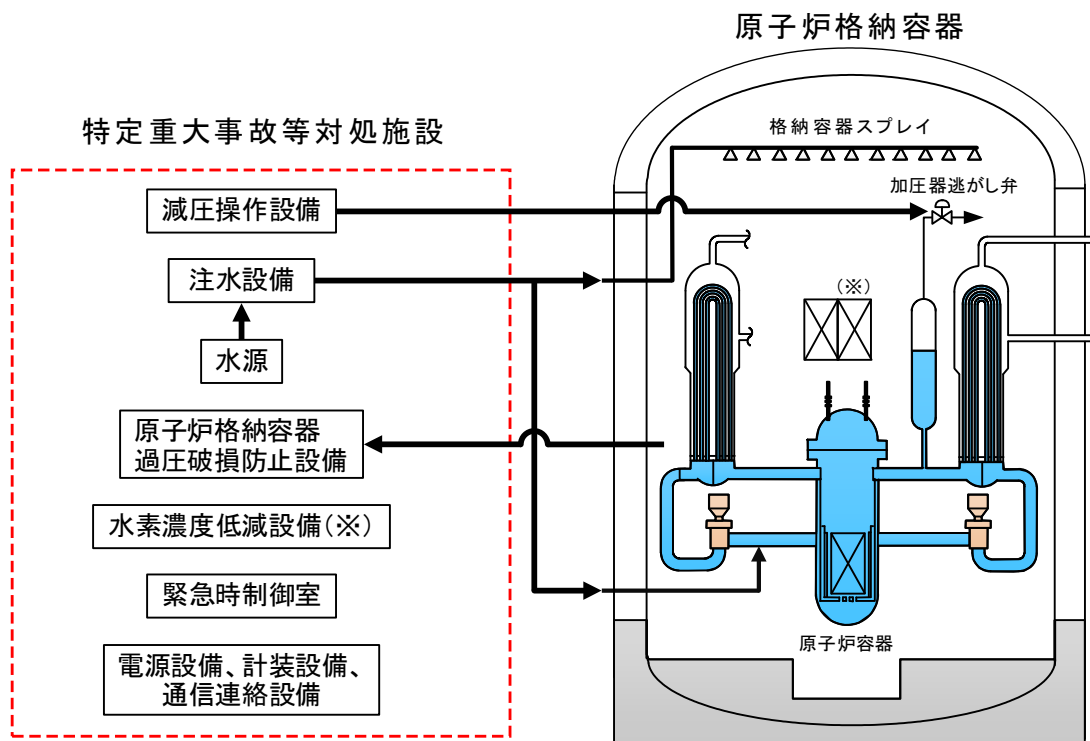 原子炉格納容器
特定重大事故等対処施設
格納容器スプレイ
加圧器逃がし弁
減圧操作設備
注水設備
(※)
水源
原子炉格納容器
過圧破損防止設備
水素濃度低減設備(※)
緊急時制御室
原子炉容器
電源設備、計装設備、
通信連絡設備